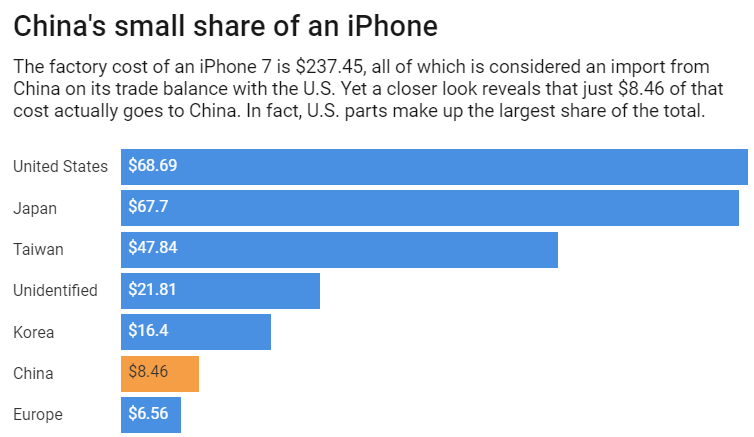 China's small share of an iPhone
The factory cost of an iPhone 7 is $237.45, all of which is considered an import from
China on its trade balance with the U.S. Yet a closer look reveals that just $8.46 of that
cost actually goes to China. In fact, U.S. parts make up the largest share of the total.
United States $68.69
Japan $67.7
Taiwan $47.84
Unidentified $21.81
Korea $16.4
China $8.46
Europe $6.56